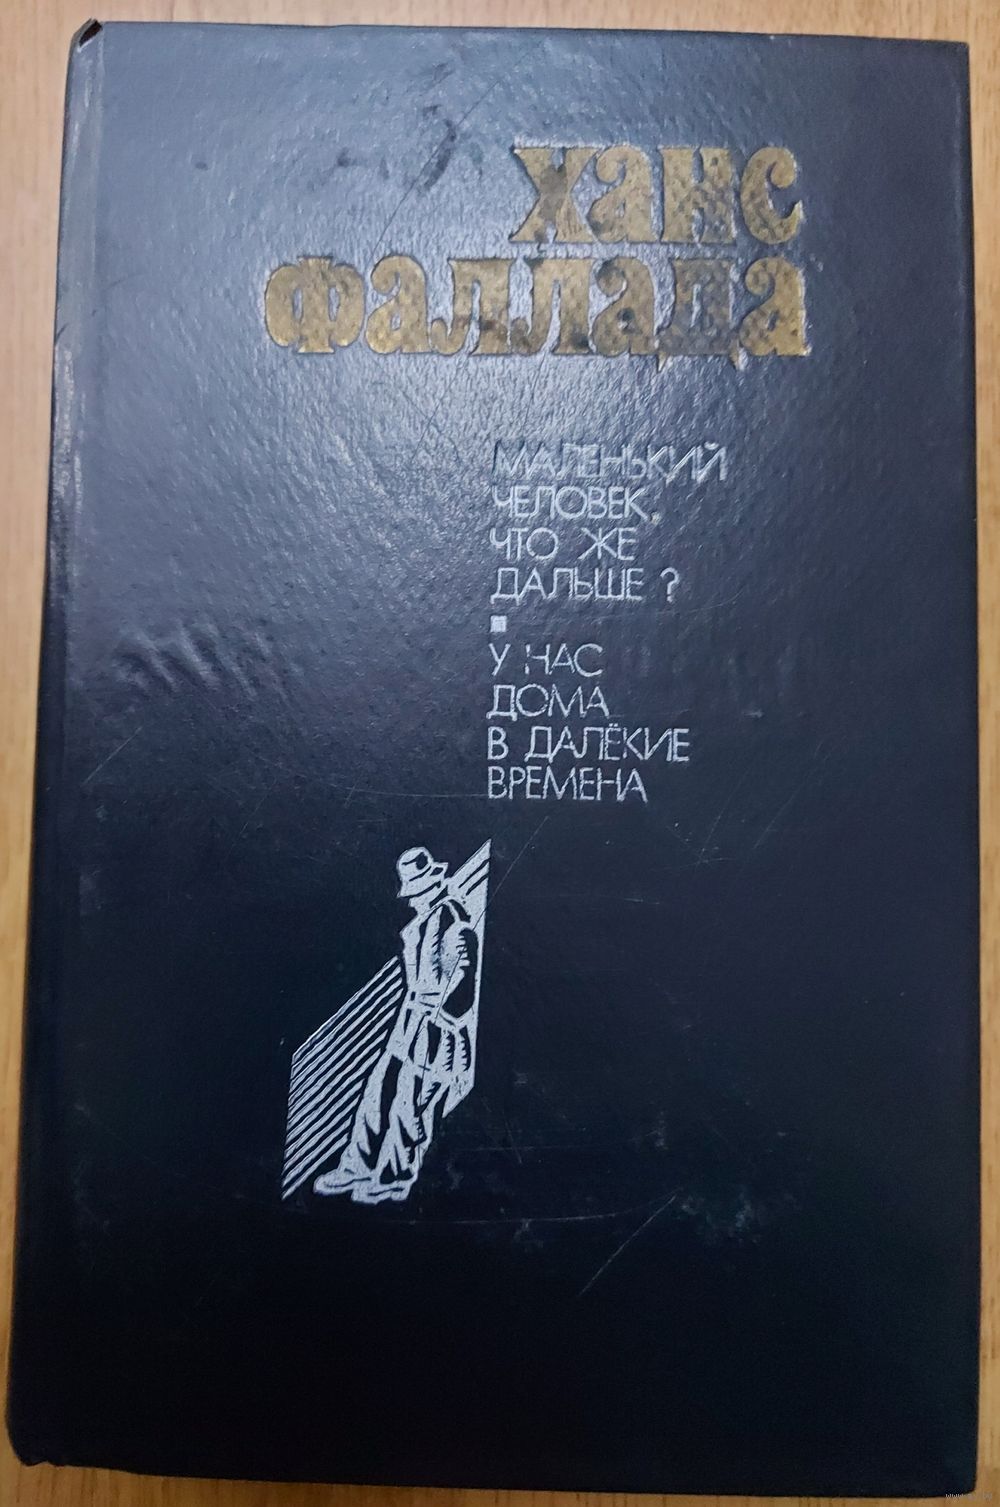 Ханс
Фаллада
МАЛЕНЬКИЙ
ЧЕЛОВЕК,
ЧТО ЖЕ
ДАЛЬШЕ ?
У НАС
ДОМА
В ДАЛЁКИЕ
ВРЕМЕНА